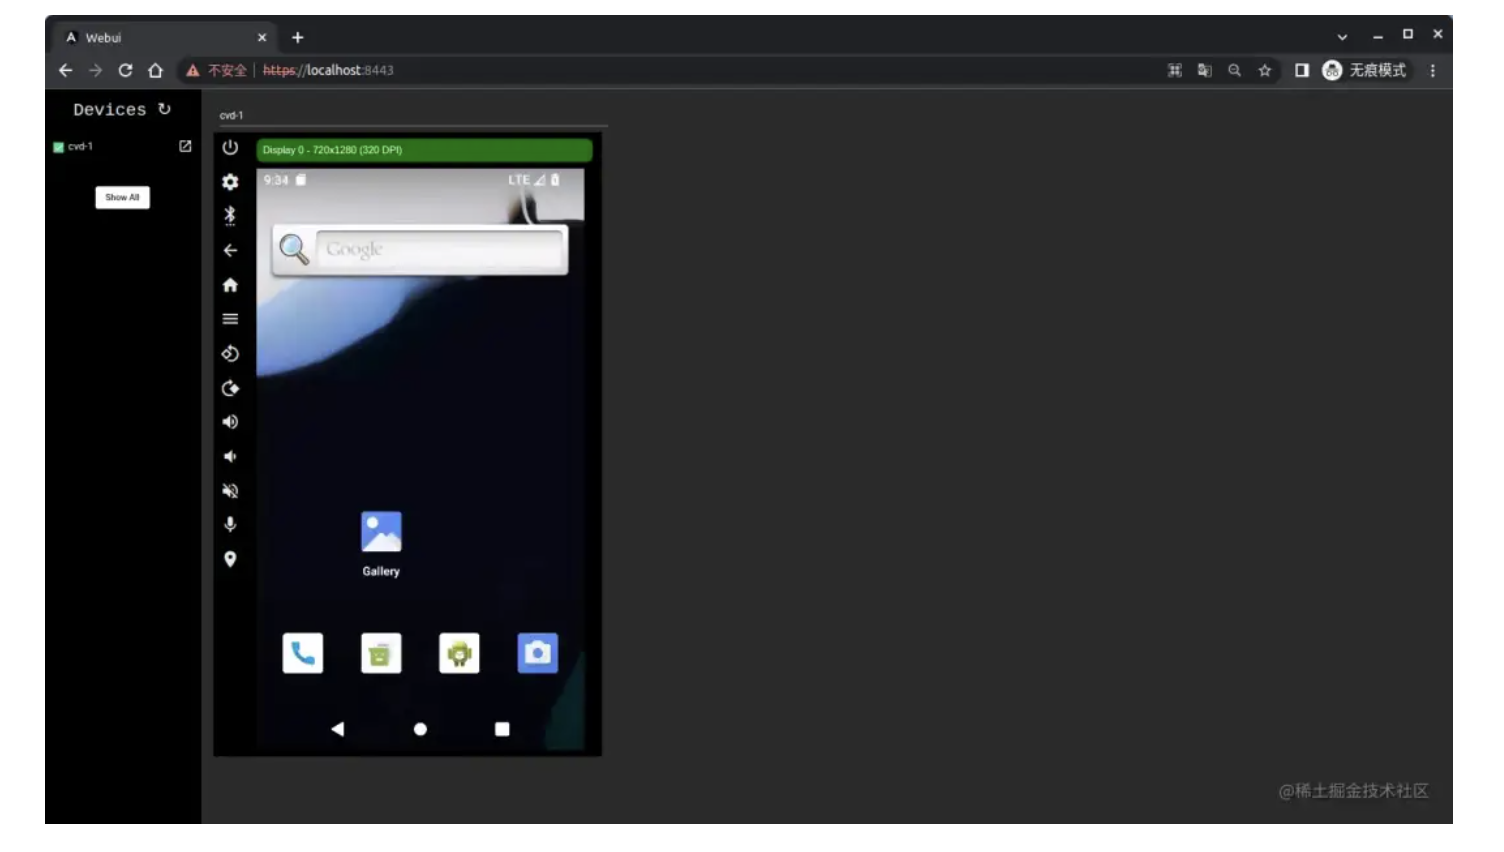 Webui
不安全 https://localhost:8443
无痕模式
Devices
cvd-1
Show All
cvd-1
Display 0 - 720x1280 (320 DPI)
9:34
LTE
Google
Gallery
@稀土掘金技术社区